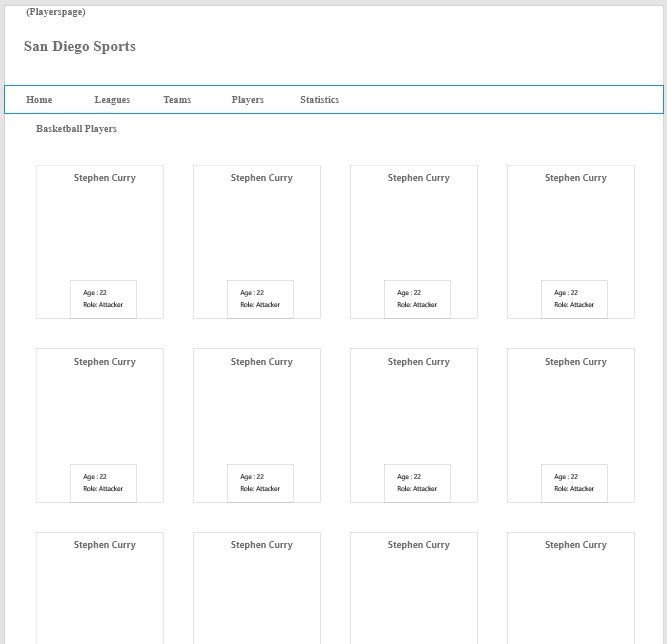 (Playerspage)
San Diego Sports
Home Leagues Teams Players Statistics
Basketball Players
Stephen Curry Stephen Curry Stephen Curry Stephen Curry
Age : 22 Age : 22 Age : 22 Age : 22
Role: Attacker Role: Attacker Role: Attacker Role: Attacker
Stephen Curry Stephen Curry Stephen Curry Stephen Curry
Age : 22 Age : 22 Age : 22 Age : 22
Role: Attacker Role: Attacker Role: Attacker Role: Attacker
Stephen Curry Stephen Curry Stephen Curry Stephen Curry